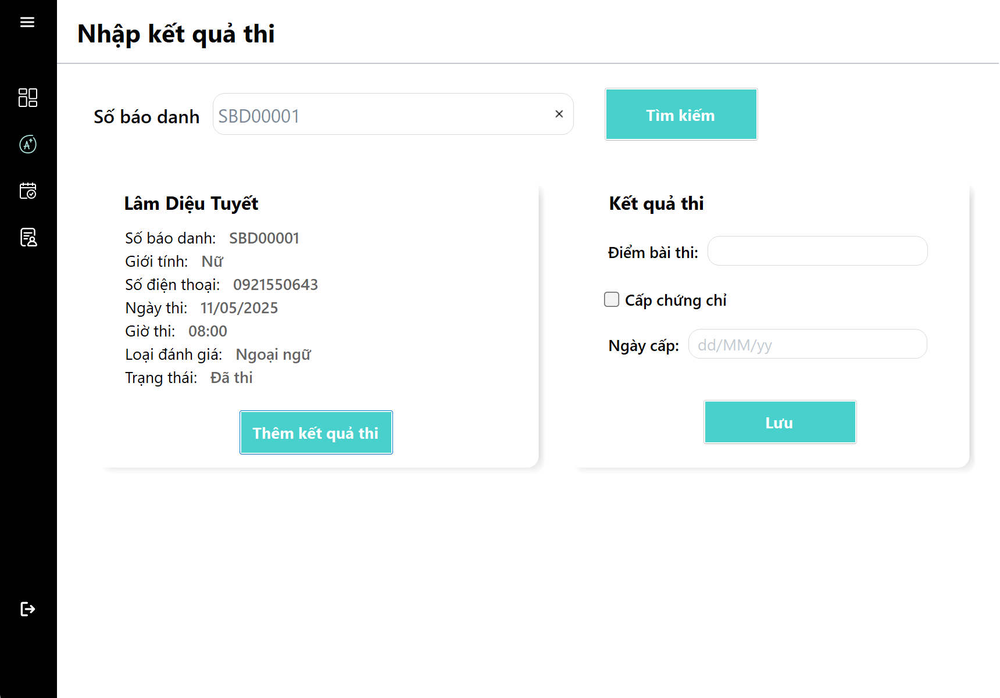 Nhập kết quả thi
Số báo danh SBD00001 Tìm kiếm
Lâm Diệu Tuyết
Số báo danh: SBD00001
Giới tính: Nữ
Số điện thoại: 0921550643
Ngày thi: 11/05/2025
Giờ thi: 08:00
Loại đánh giá: Ngoại ngữ
Trạng thái: Đã thi
Thêm kết quả thi
Kết quả thi
Điểm bài thi:
Cấp chứng chỉ
Ngày cấp: dd/MM/yy
Lưu